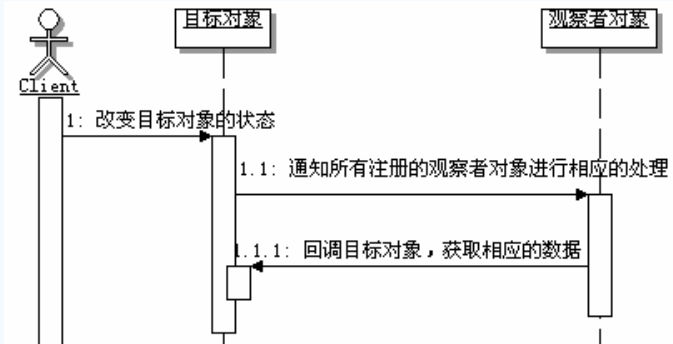 目标对象
观察者对象
Client
1: 改变目标对象的状态
1.1: 通知所有注册的观察者对象进行相应的处理
1.1.1: 回调目标对象，获取相应的数据